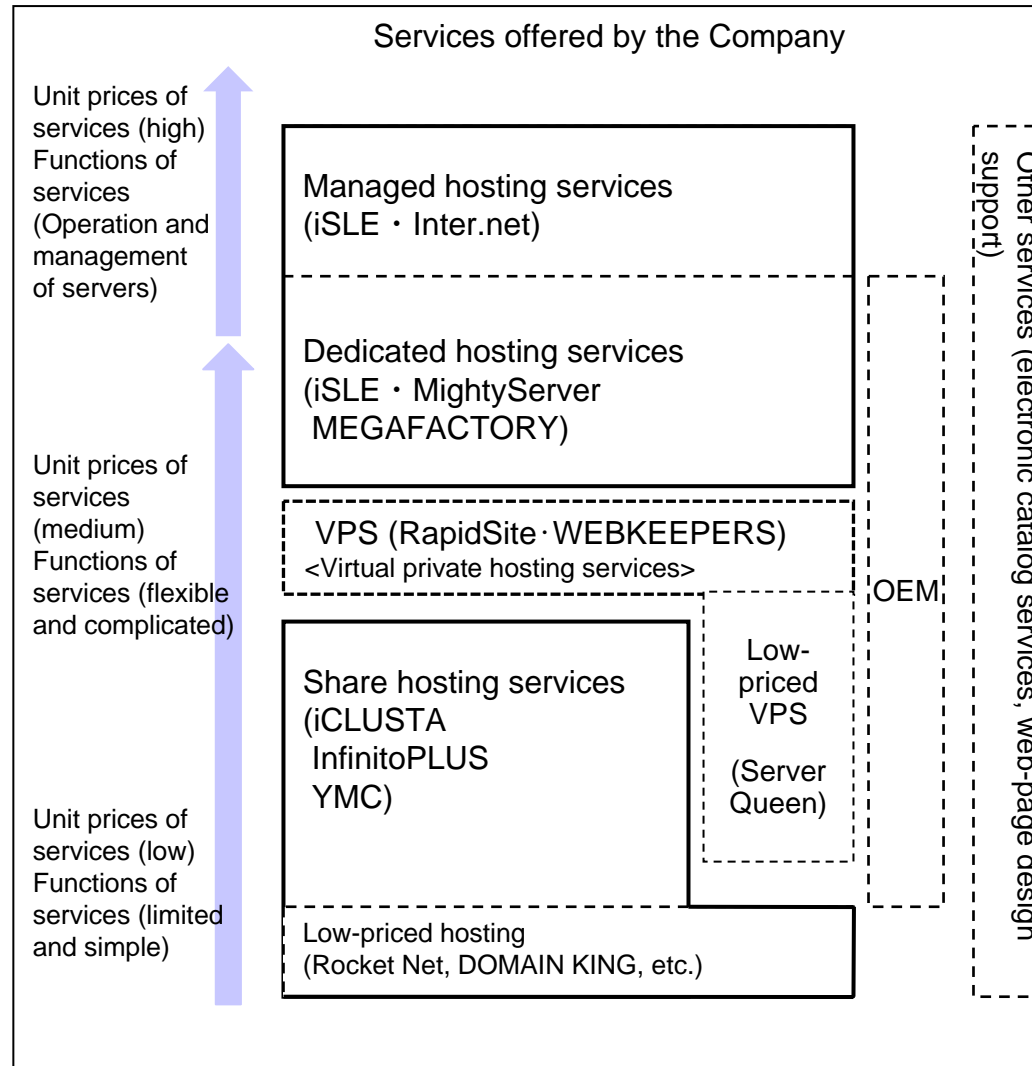 Services offered by the Company
Unit prices of
services (high)
Functions of
services
(Operation and
management
of servers)
Managed hosting services
(iSLE・Inter.net)
Dedicated hosting services
(iSLE・MightyServer
MEGAFACTORY)
Unit prices of
services
(medium)
Functions of
services (flexible
and complicated)
VPS (RapidSite・WEBKEEPERS)
<Virtual private hosting services>
Share hosting services
(iCLUSTA
InfinitoPLUS
YMC)
Low-
priced
VPS
(Server
Queen)
Unit prices of
services (low)
Functions of
services (limited
and simple)
Low-priced hosting
(Rocket Net, DOMAIN KING, etc.)
OEM
Other services (electronic catalog services, web-page design
support)